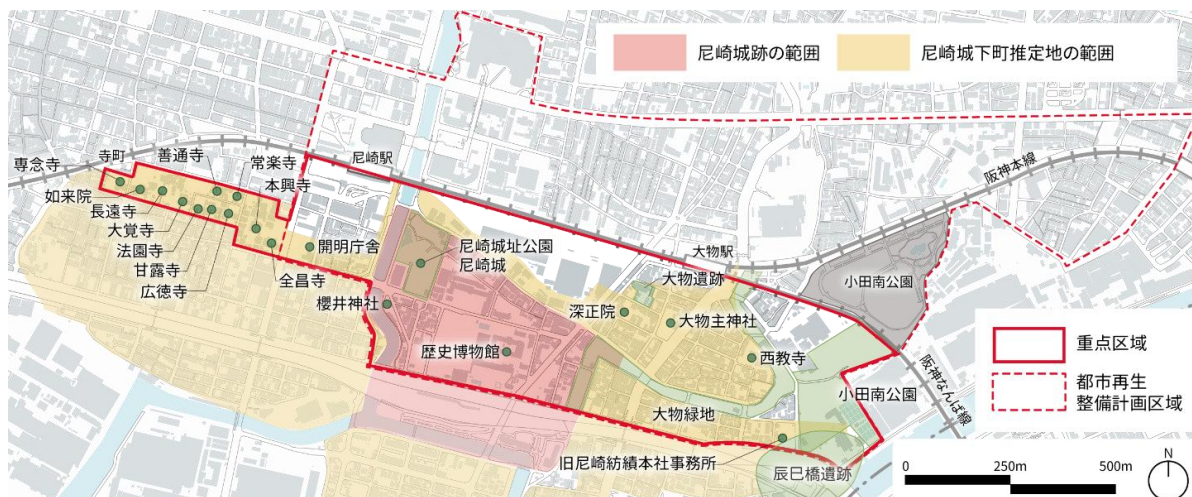 尼崎城跡の範囲
尼崎城下町推定地の範囲
専念寺
寺町
善通寺
常楽寺
本興寺
尼崎駅
阪神本線
如来院
長遠寺
大覚寺
法園寺
甘露寺
広徳寺
全昌寺
開明庁舎
尼崎城址公園
尼崎城
櫻井神社
歴史博物館
大物駅
大物遺跡
深正院
大物主神社
西教寺
小田南公園
大物緑地
小田南公園
阪神なんば線
旧尼崎紡績本社事務所
辰巳橋遺跡
重点区域
都市再生
整備計画区域
0
250m
500m
N